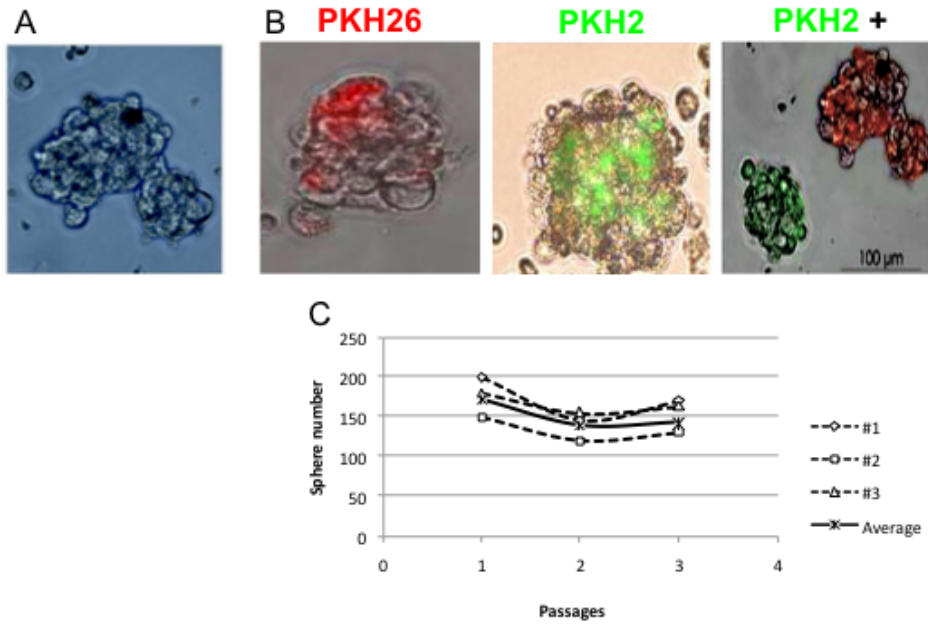 A
B
PKH26
PKH2
PKH2 +
100 µm
C
250
200
150
100
50
0
Sphere number
0
1
2
3
4
Passages
#1
#2
#3
Average